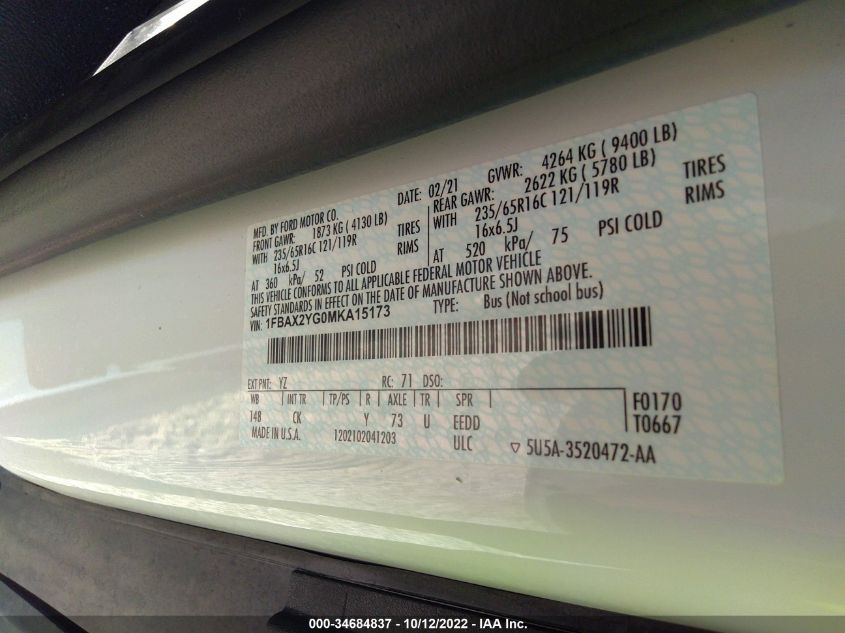 MFD. BY FORD MOTOR CO.
DATE: 02/21 GVWR: 4264 KG ( 9400 LB)
FRONT GAWR: 1873 KG ( 4130 LB)
REAR GAWR: 2622 KG ( 5780 LB)
WITH 235/65R16C 121/119R TIRES
WITH 235/65R16C 121/119R TIRES
16x6.5J RIMS
16x6.5J RIMS
AT 360 kPa/ 52 PSI COLD
AT 520 kPa/ 75 PSI COLD
THIS VEHICLE CONFORMS TO ALL APPLICABLE FEDERAL MOTOR VEHICLE
SAFETY STANDARDS IN EFFECT ON THE DATE OF MANUFACTURE SHOWN ABOVE.
VIN: 1FBAX2YG0MKA15173 TYPE: Bus (Not school bus)
EXT PNT: YZ RC: 71 DSO:
WB INT TR TP/PS R AXLE TR SPR
148 CK Y 73 U EEDD
F0170
T0667
MADE IN U.S.A. 1202102041203 ULC 5U5A-3520472-AA
000-34684837 - 10/12/2022 - IAA Inc.